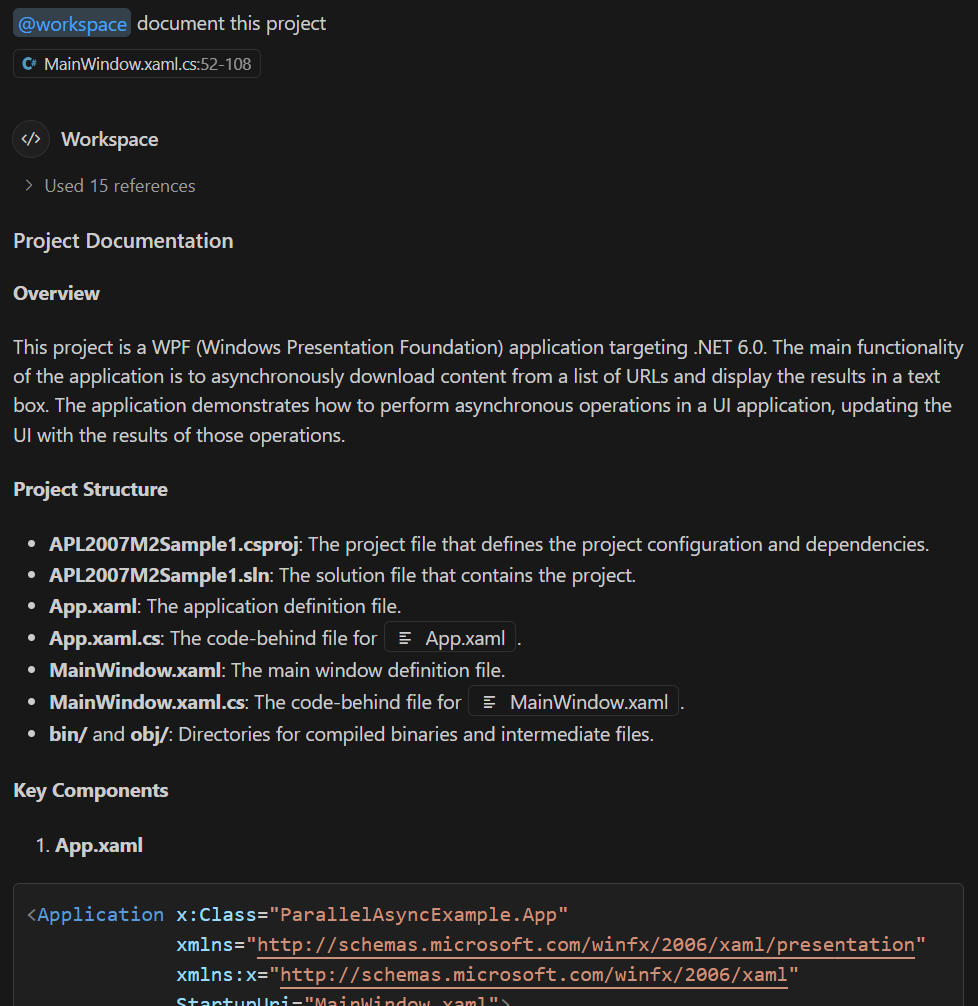 @workspace document this project
C# MainWindow.xaml.cs:52-108
</> Workspace
> Used 15 references
Project Documentation
Overview
This project is a WPF (Windows Presentation Foundation) application targeting .NET 6.0. The main functionality
of the application is to asynchronously download content from a list of URLs and display the results in a text
box. The application demonstrates how to perform asynchronous operations in a UI application, updating the
UI with the results of those operations.
Project Structure
• APL2007M2Sample1.csproj: The project file that defines the project configuration and dependencies.
• APL2007M2Sample1.sln: The solution file that contains the project.
• App.xaml: The application definition file.
• App.xaml.cs: The code-behind file for App.xaml.
• MainWindow.xaml: The main window definition file.
• MainWindow.xaml.cs: The code-behind file for MainWindow.xaml.
• bin/ and obj/: Directories for compiled binaries and intermediate files.
Key Components
1. App.xaml
<Application x:Class="ParallelAsyncExample.App"
xmlns="http://schemas.microsoft.com/winfx/2006/xaml/presentation"
xmlns:x="http://schemas.microsoft.com/winfx/2006/xaml"
StartupUri="MainWindow.xaml">